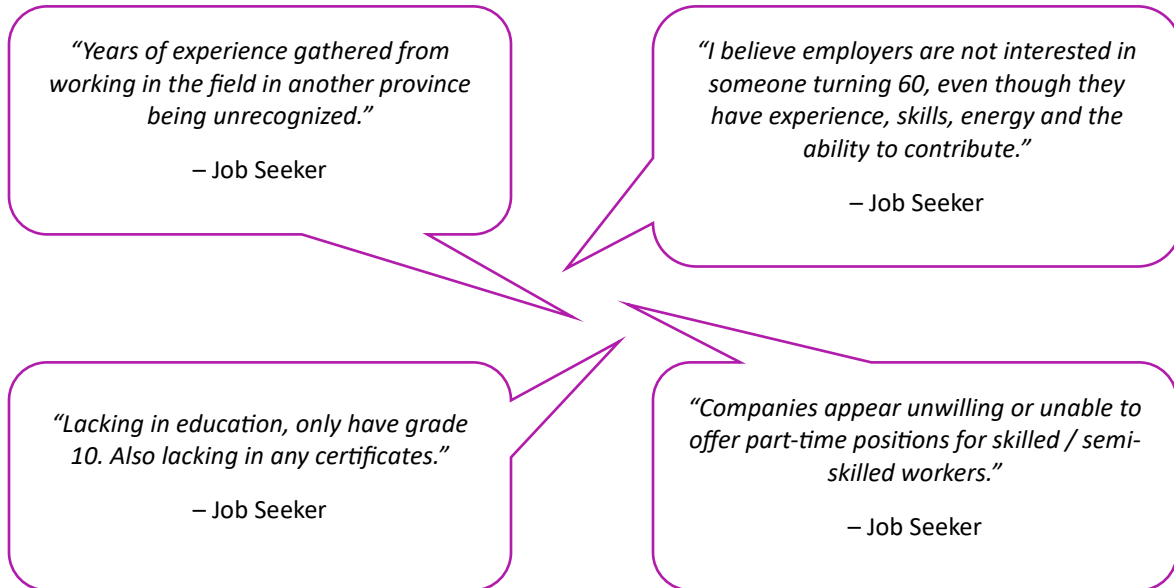 “Years of experience gathered from
working in the field in another province
being unrecognized.”
– Job Seeker
“I believe employers are not interested in
someone turning 60, even though they
have experience, skills, energy and the
ability to contribute.”
– Job Seeker
“Lacking in education, only have grade
10. Also lacking in any certificates.”
– Job Seeker
“Companies appear unwilling or unable to
offer part-time positions for skilled / semi-
skilled workers.”
– Job Seeker